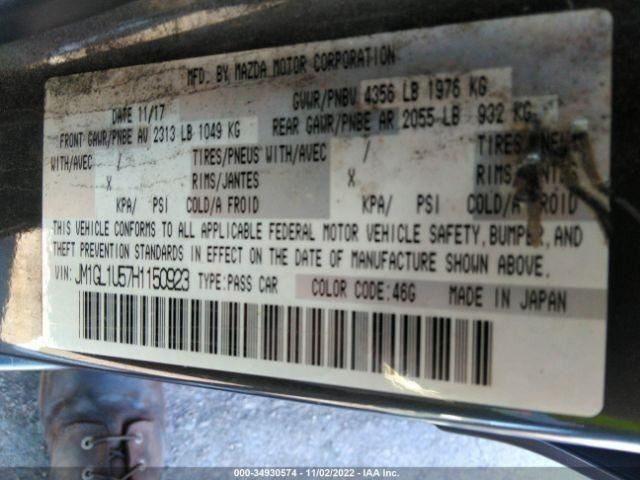 MFD. BY MAZDA MOTOR CORPORATION
DATE 11/17 GVWR/PNBV 4356 LB 1976 KG
FRONT GAWR/PNBE AV 2313 LB 1049 KG REAR GAWR/PNBE AR 2055 LB 932 KG
WITH/AVEC / TIRES/PNEUS WITH/AVEC / TIRES/PNEUS
X RIMS/JANTES X RIMS/JANTES
KPA/ PSI COLD/A FROID KPA/ PSI COLD/A FROID
THIS VEHICLE CONFORMS TO ALL APPLICABLE FEDERAL MOTOR VEHICLE SAFETY, BUMPER, AND
THEFT PREVENTION STANDARDS IN EFFECT ON THE DATE OF MANUFACTURE SHOWN ABOVE.
VIN: JM1GL1U57H1150923 TYPE:PASS CAR COLOR CODE:46G MADE IN JAPAN
000-34930574 - 11/02/2022 - IAA Inc.